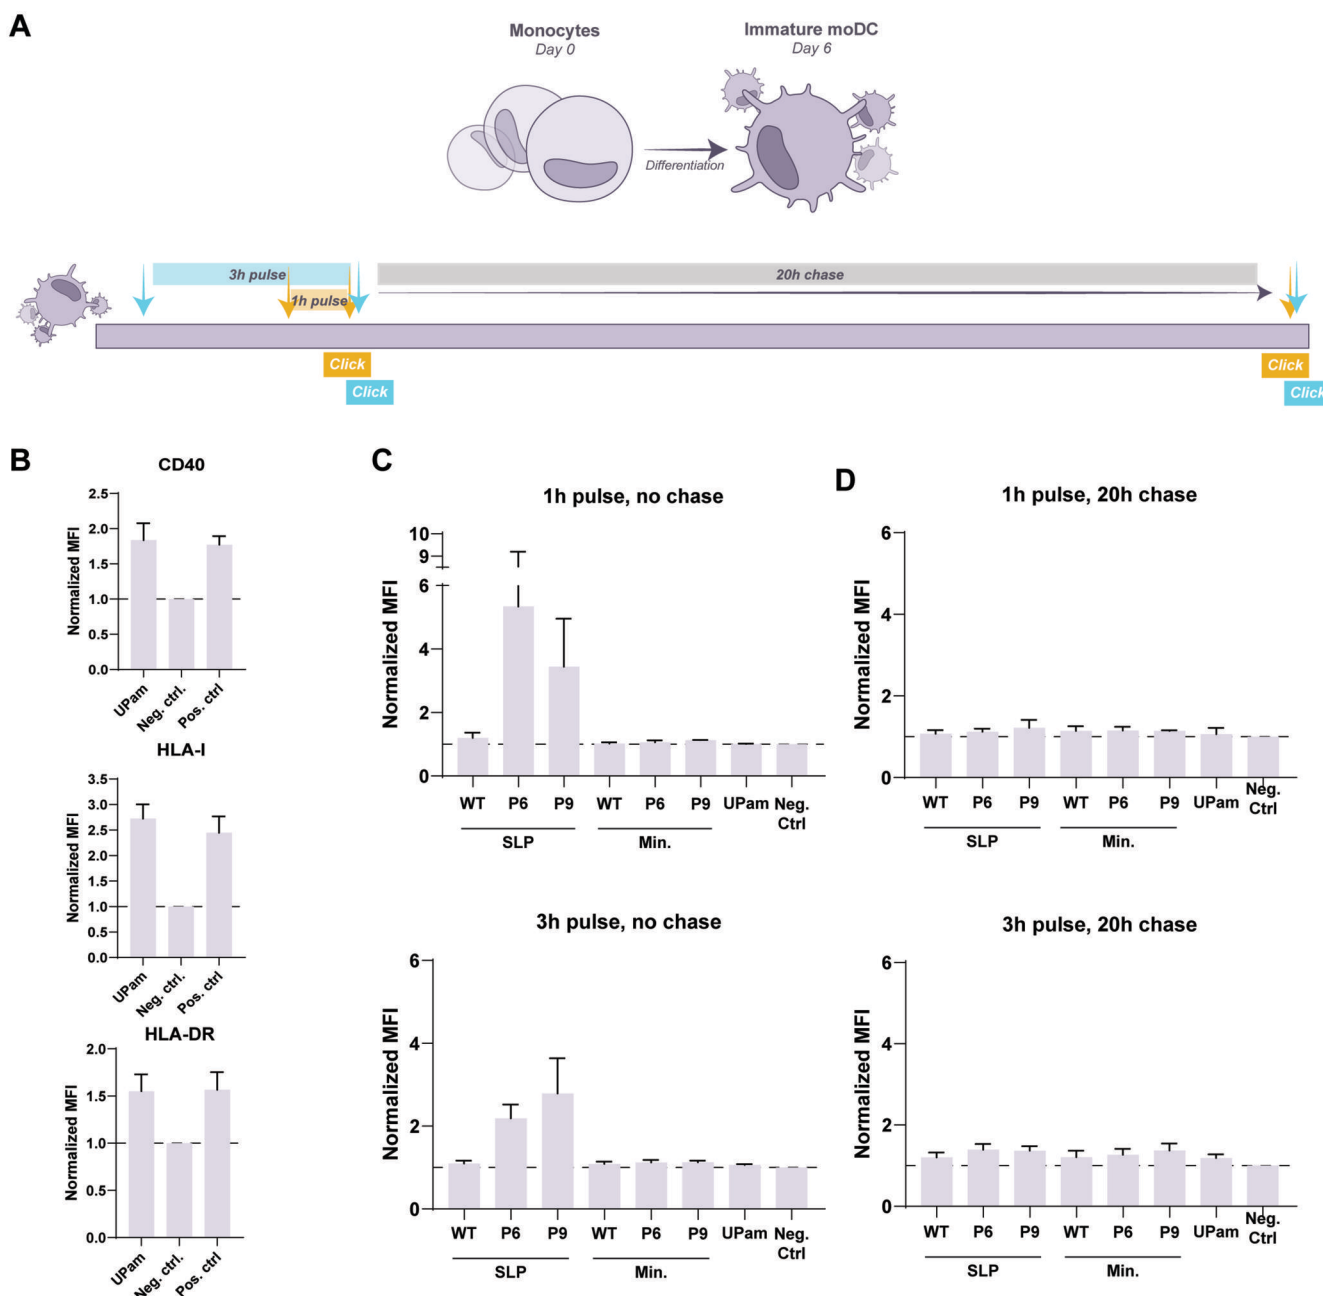 A
Monocytes
Day 0
Immature moDC
Day 6
Differentiation
3h pulse
1h pulse
20h chase
Click
Click
Click
Click
B
CD40
Normalized MFI
2.5
2.0
1.5
1.0
0.5
0.0
UPam
Neg. ctrl.
Pos. ctrl
HLA-I
Normalized MFI
3.5
3.0
2.5
2.0
1.5
1.0
0.5
0.0
UPam
Neg. ctrl.
Pos. ctrl
HLA-DR
Normalized MFI
2.0
1.5
1.0
0.5
0.0
UPam
Neg. ctrl.
Pos. ctrl
C
1h pulse, no chase
Normalized MFI
10
9
6
4
2
0
WT P6 P9 WT P6 P9 UPam Neg.
Ctrl
SLP Min.
3h pulse, no chase
Normalized MFI
6
4
2
0
WT P6 P9 WT P6 P9 UPam Neg.
Ctrl
SLP Min.
D
1h pulse, 20h chase
Normalized MFI
6
4
2
0
WT P6 P9 WT P6 P9 UPam Neg.
Ctrl
SLP Min.
3h pulse, 20h chase
Normalized MFI
6
4
2
0
WT P6 P9 WT P6 P9 UPam Neg.
Ctrl
SLP Min.